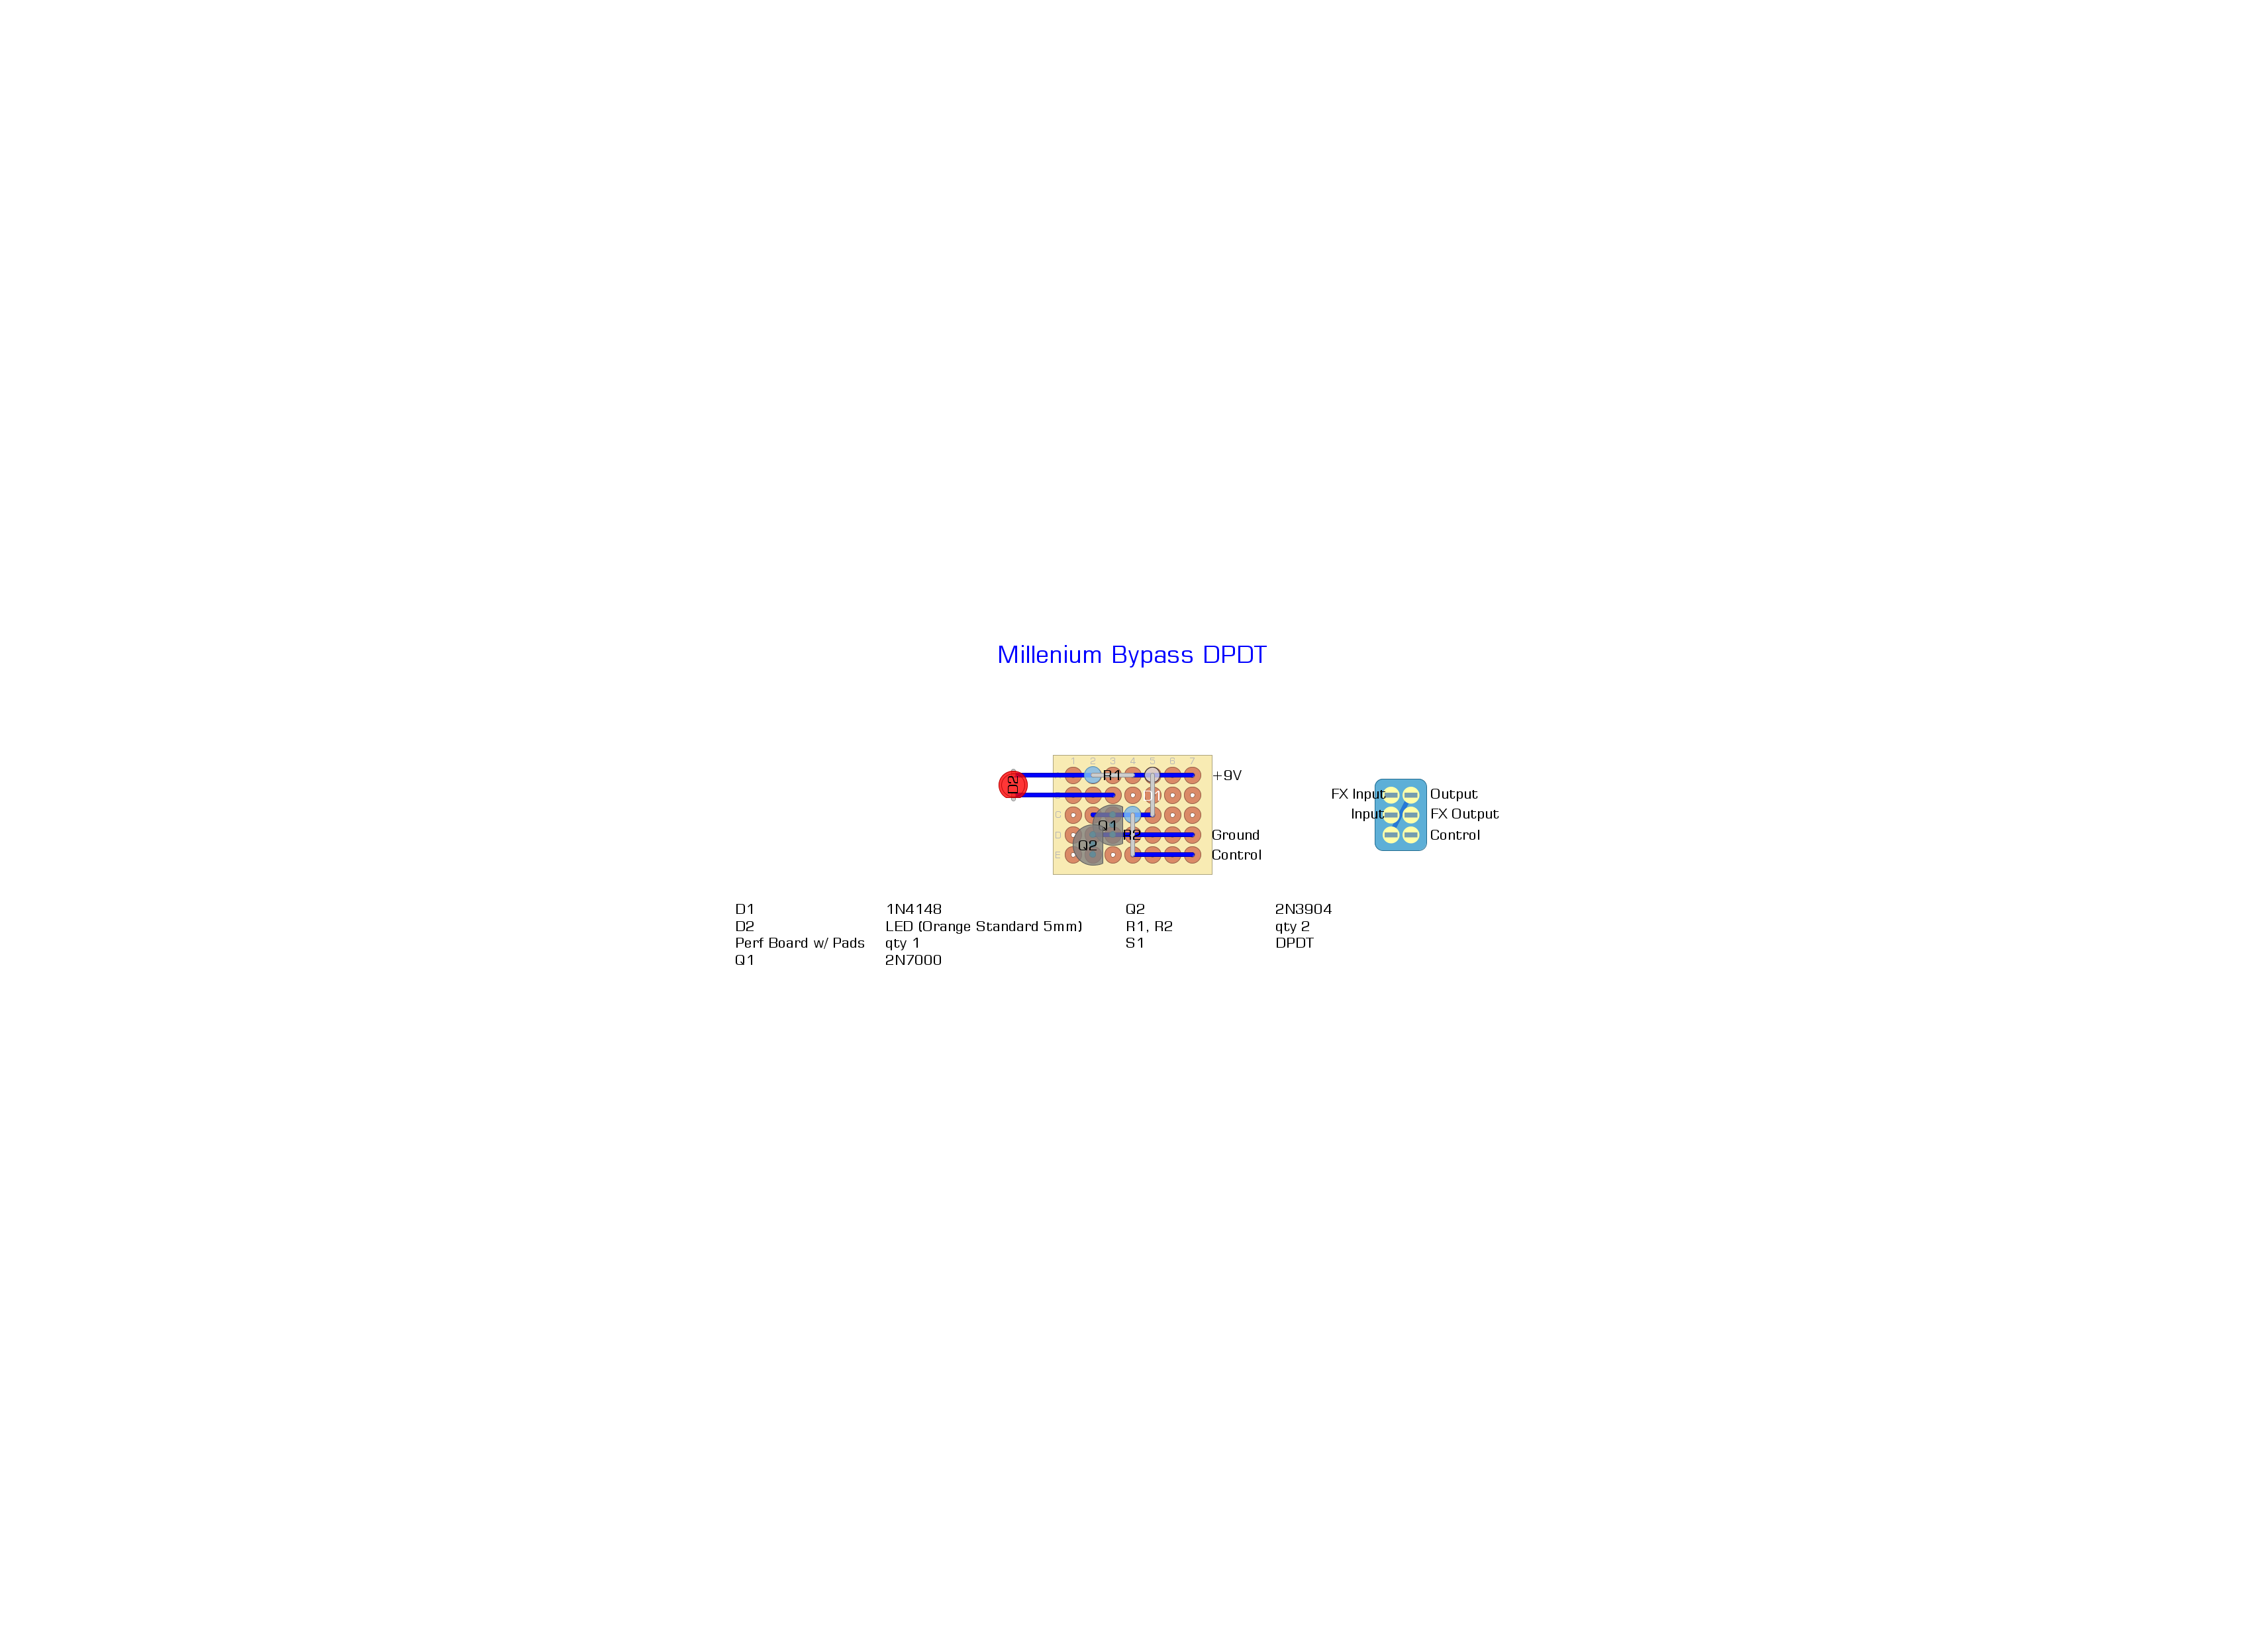 Millenium Bypass DPDT
1 2 3 4 5 6 7
D2
R1
+9V
D1
C
Q1
D
R2
Ground
Q2
E
Control
FX Input
Output
Input
FX Output
Control
D1 1N4148 Q2 2N3904
D2 LED (Orange Standard 5mm) R1, R2 qty 2
Perf Board w/ Pads qty 1 S1 DPDT
Q1 2N7000